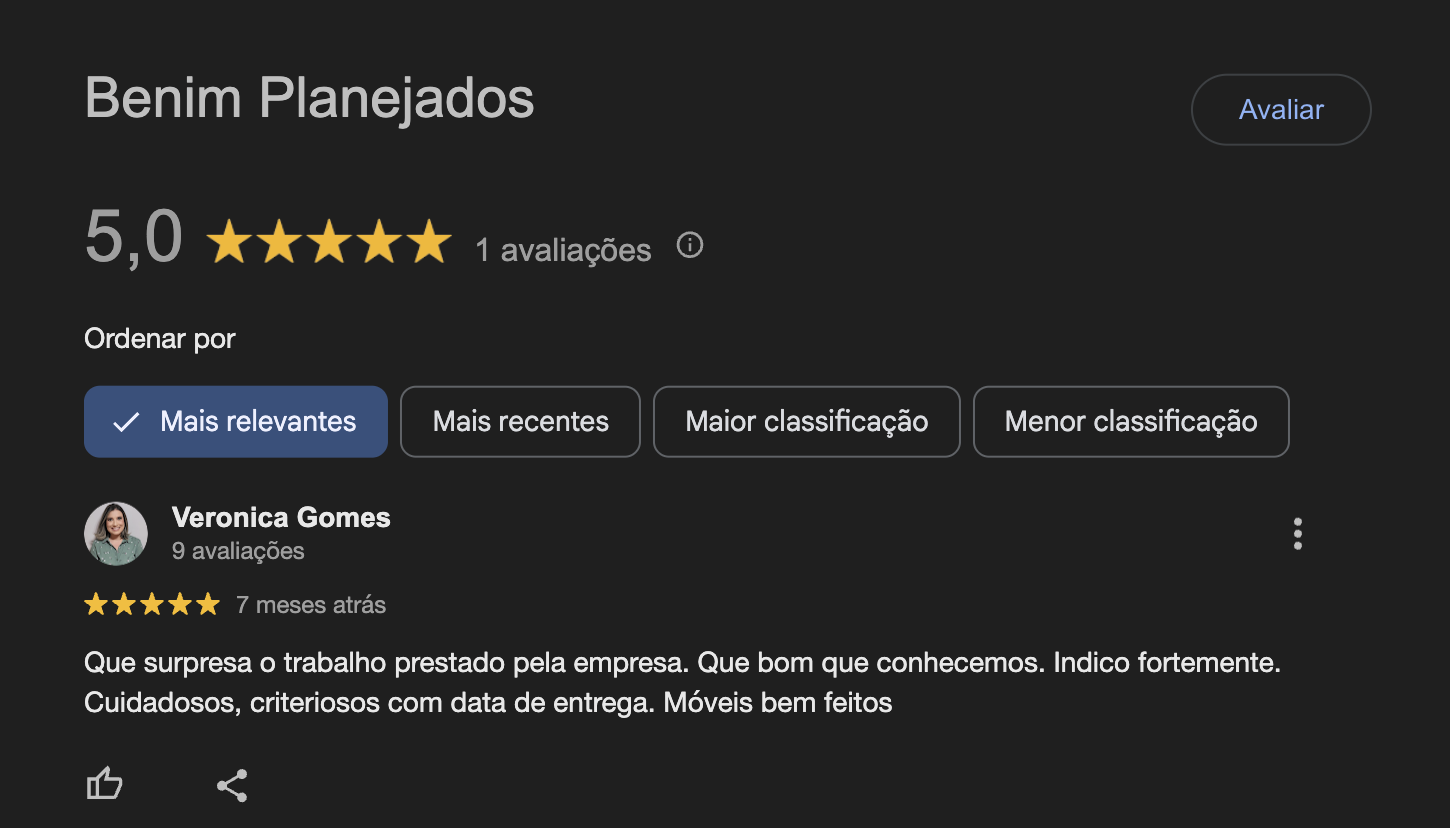 Benim Planejados
Avaliar
5,0 1 avaliações
Ordenar por
Mais relevantes Mais recentes Maior classificação Menor classificação
Veronica Gomes
9 avaliações
7 meses atrás
Que surpresa o trabalho prestado pela empresa. Que bom que conhecemos. Indico fortemente.
Cuidadosos, criteriosos com data de entrega. Móveis bem feitos